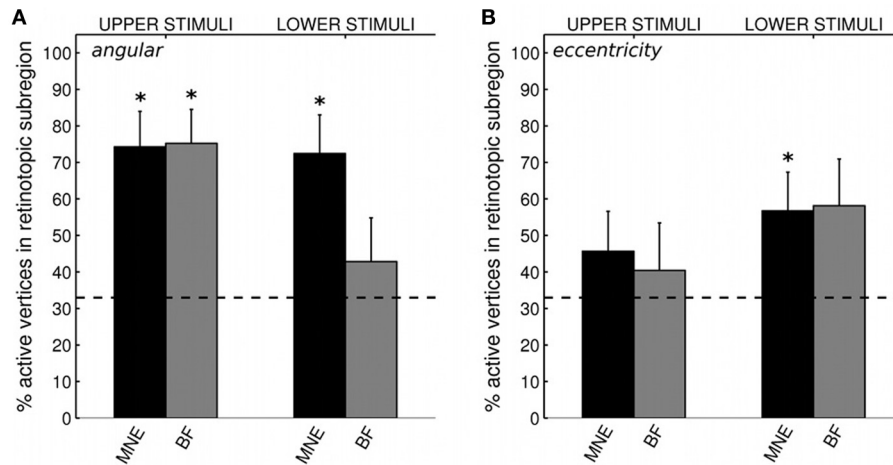 A
UPPER STIMULI LOWER STIMULI
angular
% active vertices in retinotopic subregion
100
90
80
70
60
50
40
30
20
10
0
* * *
MNE BF MNE BF
B
UPPER STIMULI LOWER STIMULI
eccentricity
% active vertices in retinotopic subregion
100
90
80
70
60
50
40
30
20
10
0
*
MNE BF MNE BF